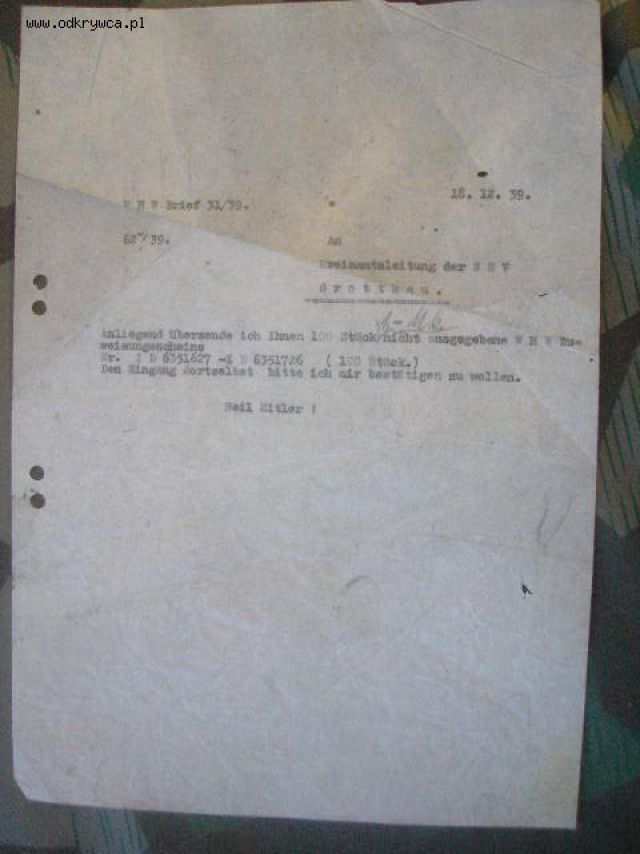 www.odkrywca.pl
18. 12. 39.
W H W Brief 31/39.
62 /39. An
Kreisamtsleitung der N S V
G r o t t k a u .
Anliegend übersende ich Ihnen 100 Stück nicht ausgegebene W H W Zu-
weisungsscheine
Nr. D 6351627 - D 6351726 ( 100 Stück.)
Den Eingang dortselbst bitte ich mir bestätigen zu wollen.
Heil Hitler !